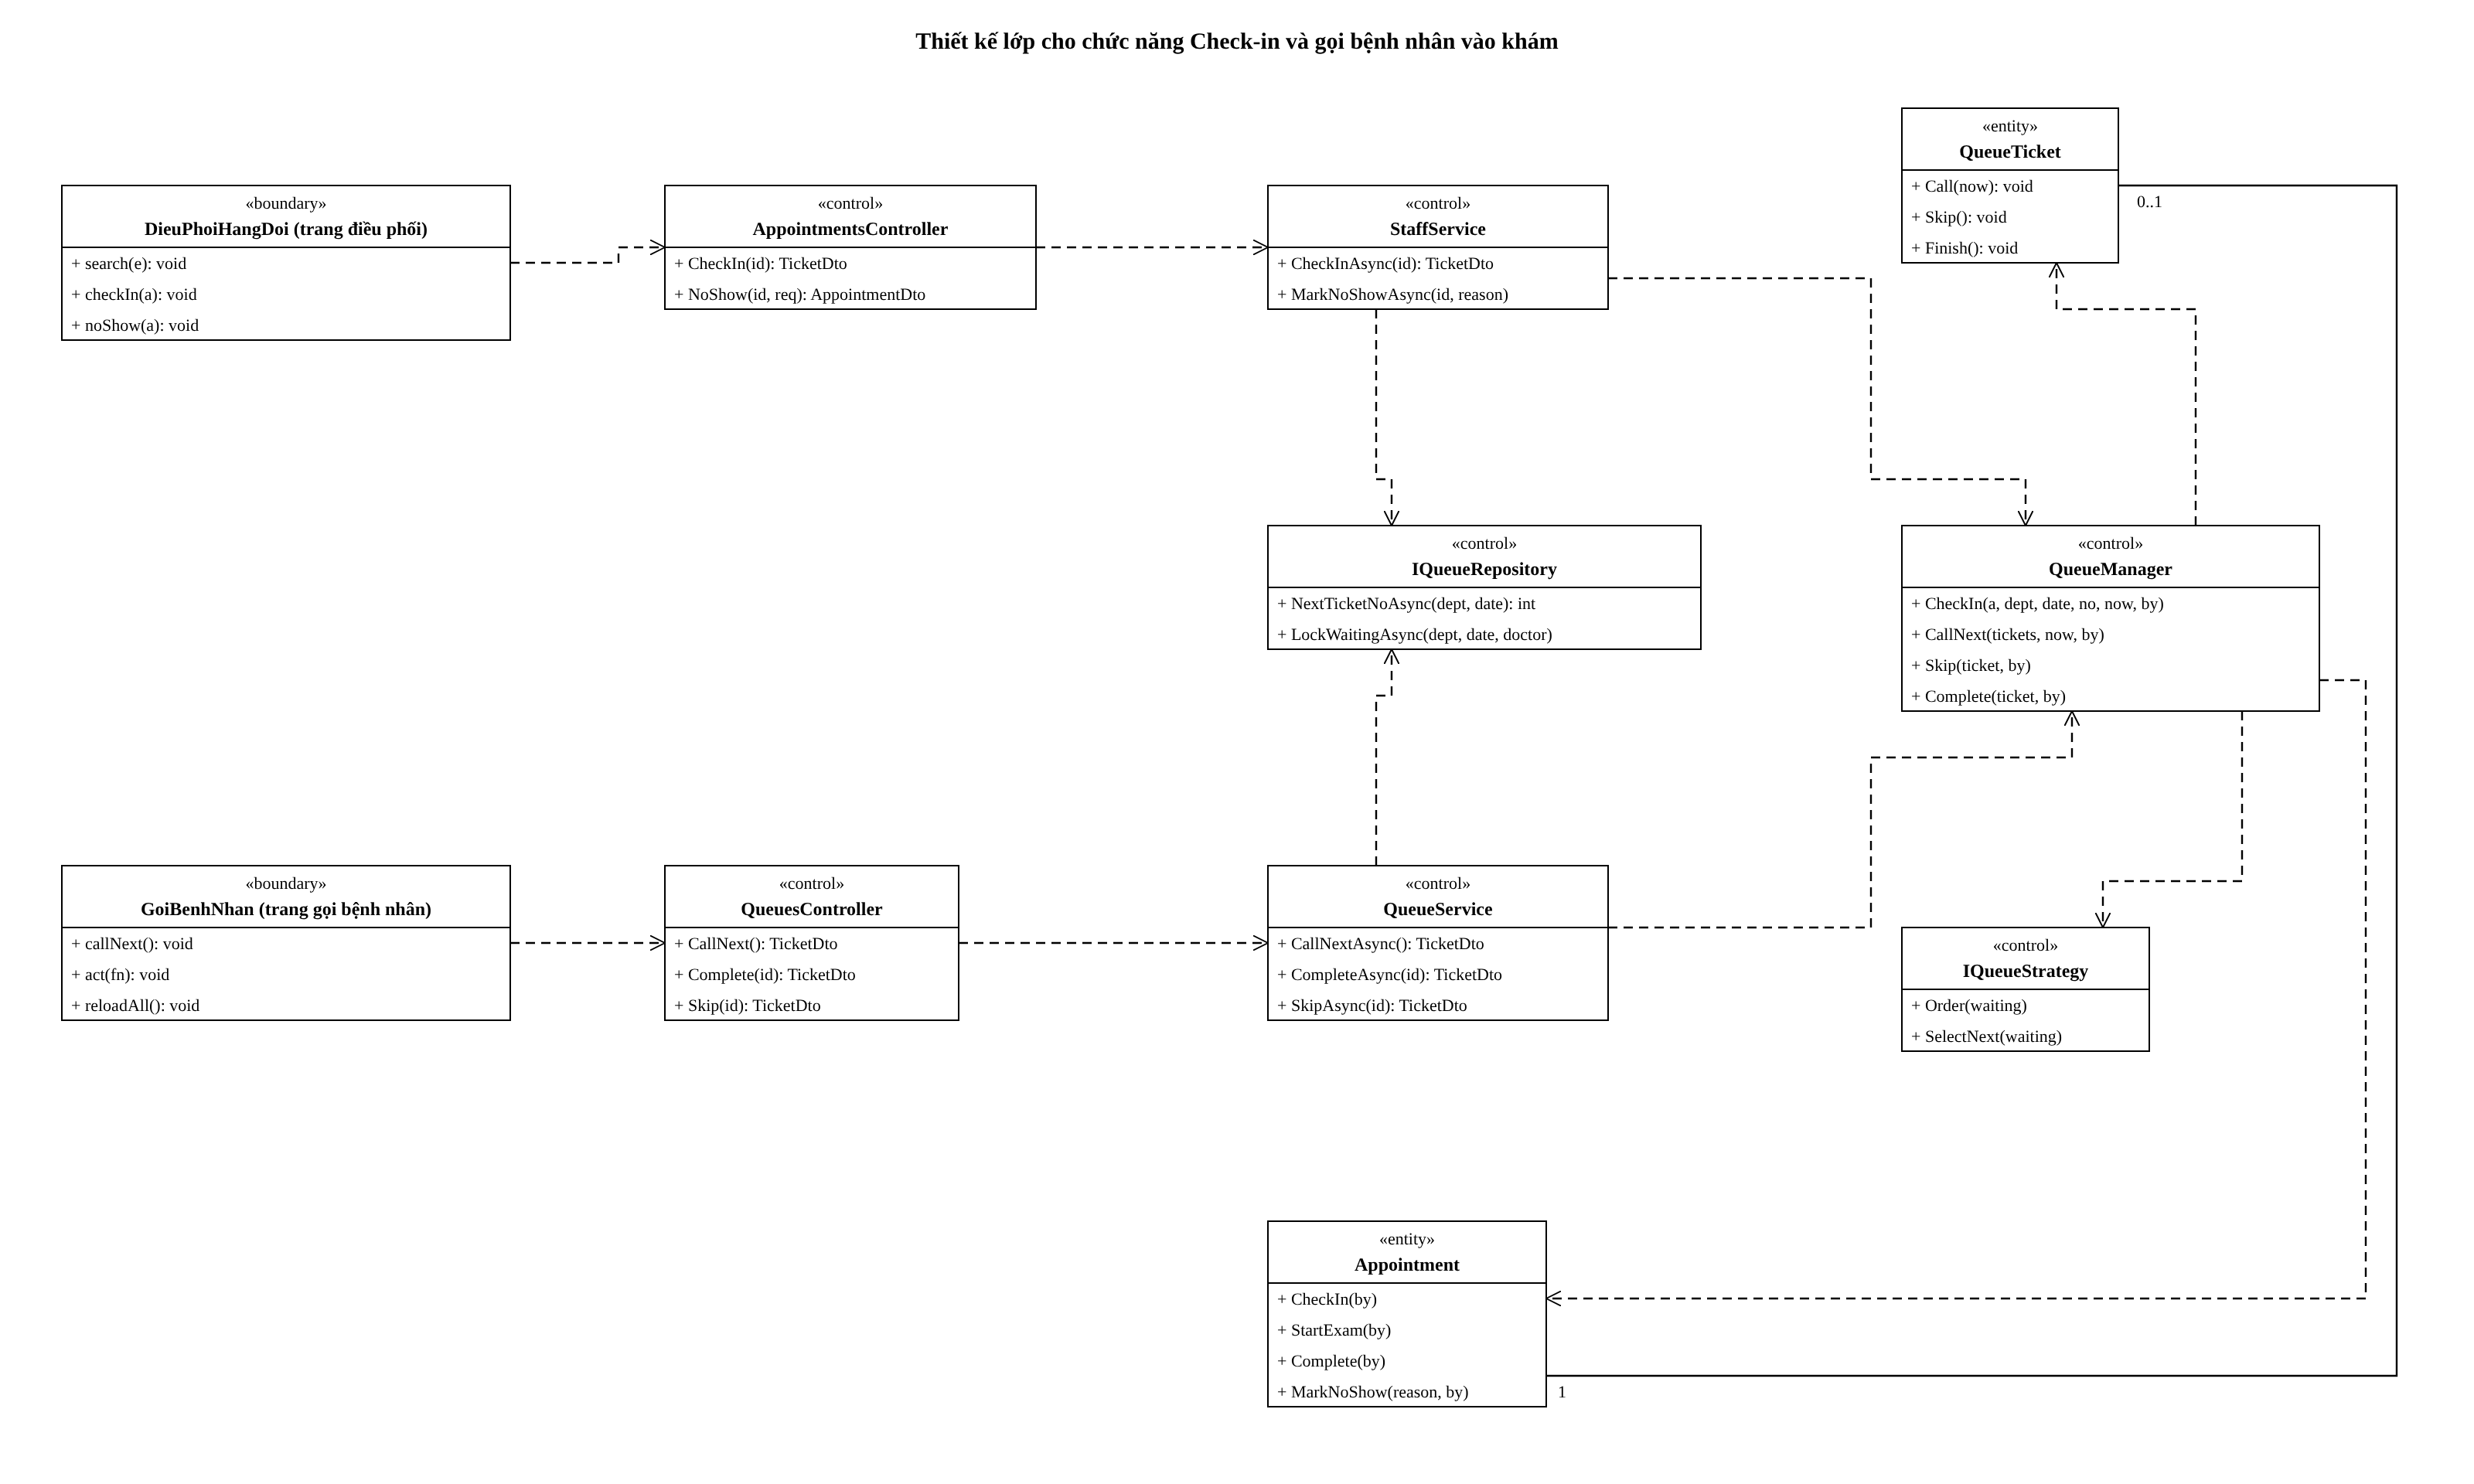 Thiết kế lớp cho chức năng Check-in và gọi bệnh nhân vào khám
«entity»
QueueTicket
+ Call(now): void
+ Skip(): void
+ Finish(): void
0..1
«boundary»
DieuPhoiHangDoi (trang điều phối)
+ search(e): void
+ checkIn(a): void
+ noShow(a): void
«control»
AppointmentsController
+ CheckIn(id): TicketDto
+ NoShow(id, req): AppointmentDto
«control»
StaffService
+ CheckInAsync(id): TicketDto
+ MarkNoShowAsync(id, reason)
«control»
IQueueRepository
+ NextTicketNoAsync(dept, date): int
+ LockWaitingAsync(dept, date, doctor)
«control»
QueueManager
+ CheckIn(a, dept, date, no, now, by)
+ CallNext(tickets, now, by)
+ Skip(ticket, by)
+ Complete(ticket, by)
«boundary»
GoiBenhNhan (trang gọi bệnh nhân)
+ callNext(): void
+ act(fn): void
+ reloadAll(): void
«control»
QueuesController
+ CallNext(): TicketDto
+ Complete(id): TicketDto
+ Skip(id): TicketDto
«control»
QueueService
+ CallNextAsync(): TicketDto
+ CompleteAsync(id): TicketDto
+ SkipAsync(id): TicketDto
«control»
IQueueStrategy
+ Order(waiting)
+ SelectNext(waiting)
«entity»
Appointment
+ CheckIn(by)
+ StartExam(by)
+ Complete(by)
+ MarkNoShow(reason, by)
1